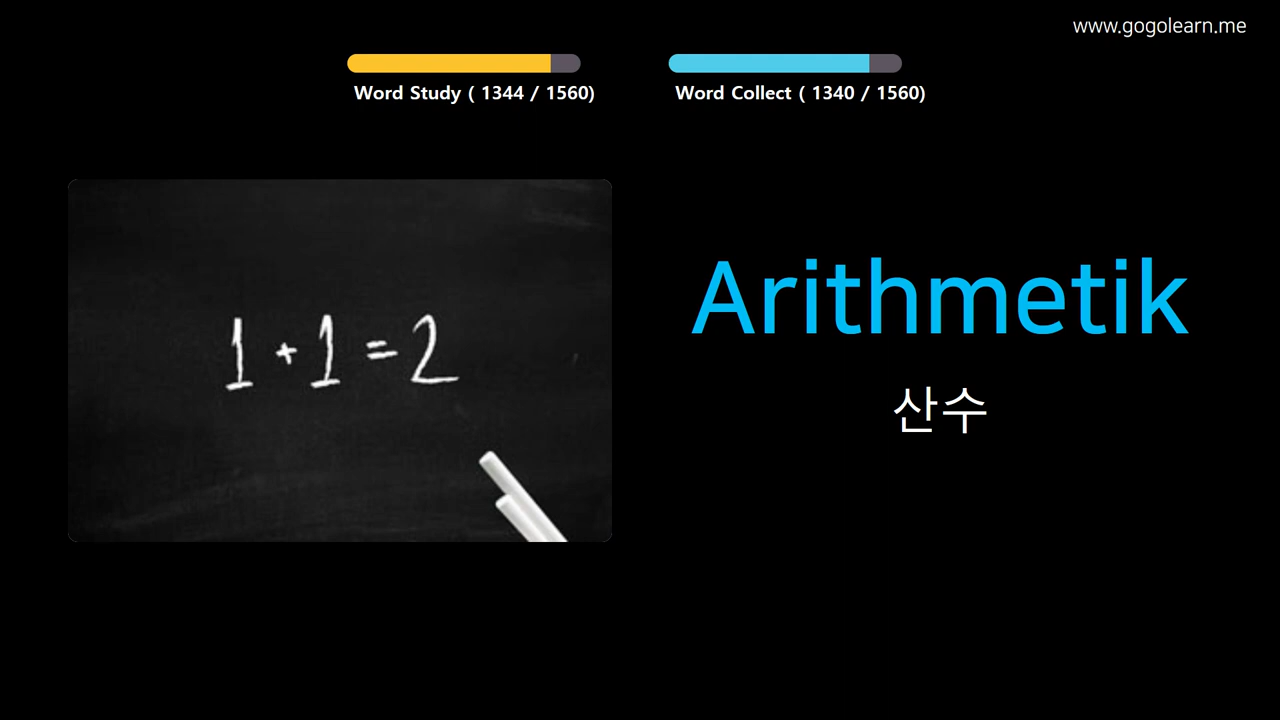 www.gogolearn.me
Word Study ( 1344 / 1560)
Word Collect ( 1340 / 1560)
1 + 1 = 2
Arithmetik
산수